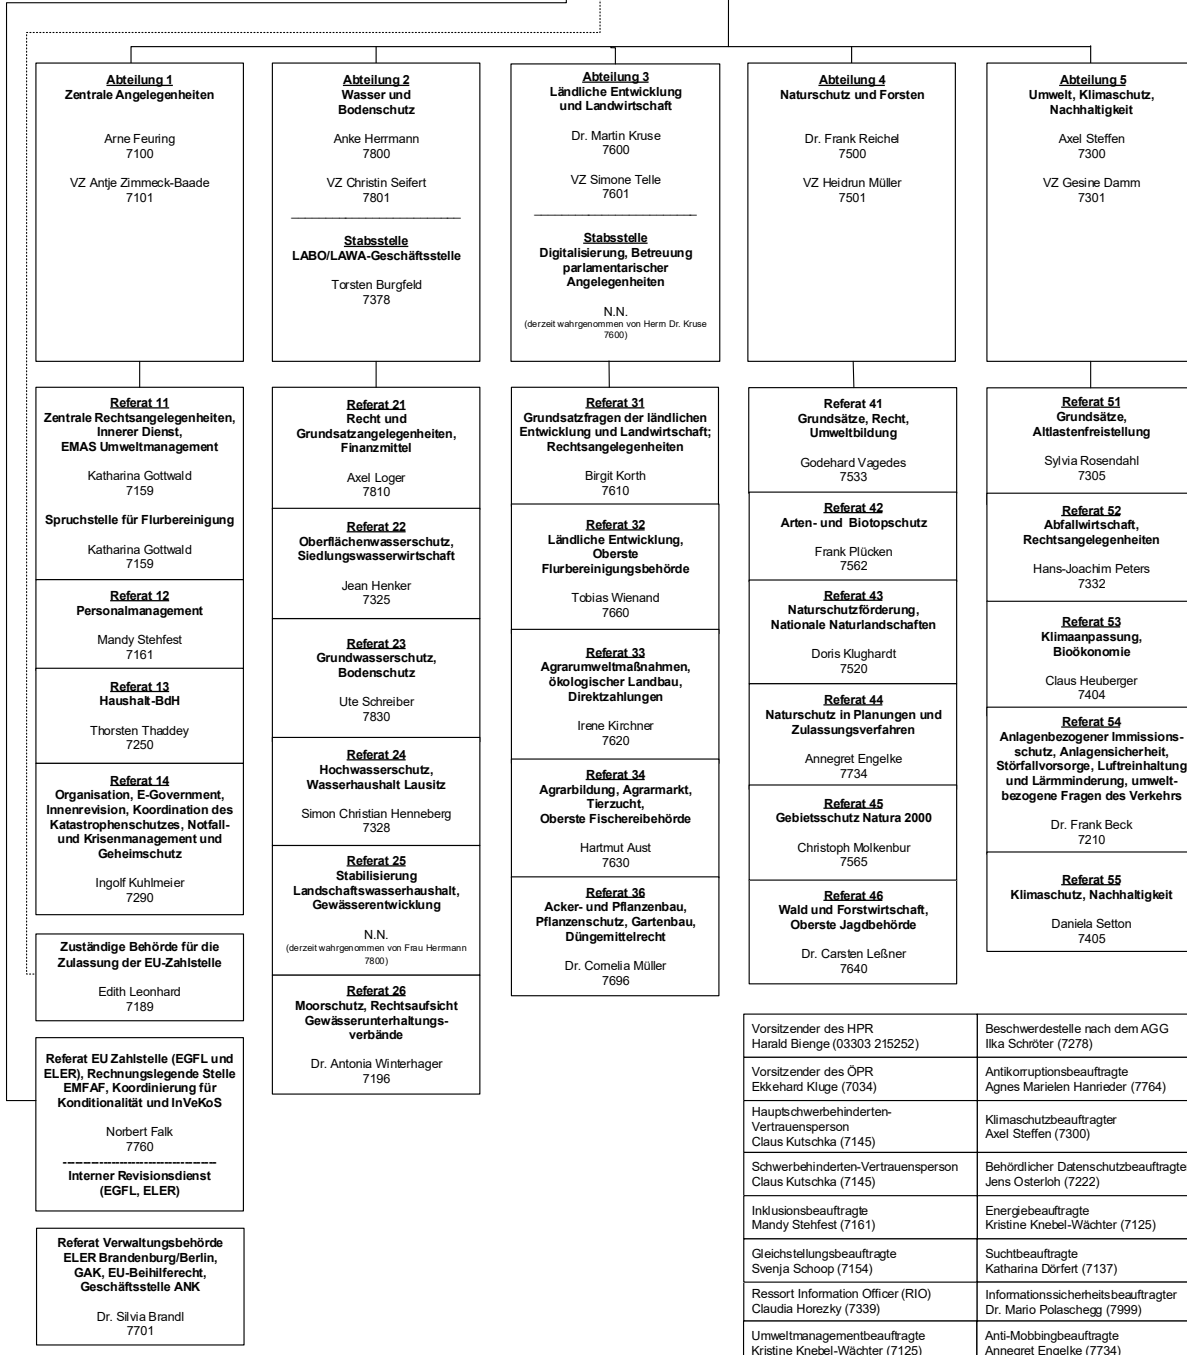 Abteilung 1
Zentrale Angelegenheiten
Arne Feuring
7100
VZ Antje Zimmeck-Baade
7101
Abteilung 2
Wasser und
Bodenschutz
Anke Herrmann
7800
VZ Christin Seifert
7801
Stabsstelle
LABO/LAWA-Geschäftsstelle
Torsten Burgfeld
7378
Abteilung 3
Ländliche Entwicklung
und Landwirtschaft
Dr. Martin Kruse
7600
VZ Simone Telle
7601
Stabsstelle
Digitalisierung, Betreuung
parlamentarischer
Angelegenheiten
N.N.
(derzeit wahrgenommen von Herrn Dr. Kruse
7600)
Abteilung 4
Naturschutz und Forsten
Dr. Frank Reichel
7500
VZ Heidrun Müller
7501
Abteilung 5
Umwelt, Klimaschutz,
Nachhaltigkeit
Axel Steffen
7300
VZ Gesine Damm
7301
Referat 11
Zentrale Rechtsangelegenheiten,
Innerer Dienst,
EMAS Umweltmanagement
Katharina Gottwald
7159
Spruchstelle für Flurbereinigung
Katharina Gottwald
7159
Referat 12
Personalmanagement
Mandy Stehfest
7161
Referat 13
Haushalt-BdH
Thorsten Thaddey
7250
Referat 14
Organisation, E-Government,
Innenrevision, Koordination des
Katastrophenschutzes, Notfall-
und Krisenmanagement und
Geheimschutz
Ingolf Kuhlmeier
7290
Zuständige Behörde für die
Zulassung der EU-Zahlstelle
Edith Leonhard
7189
Referat EU Zahlstelle (EGFL und
ELER), Rechnungslegende Stelle
EMFAF, Koordinierung für
Konditionalität und InVeKoS
Norbert Falk
7760
Interner Revisionsdienst
(EGFL, ELER)
Referat Verwaltungsbehörde
ELER Brandenburg/Berlin,
GAK, EU-Beihilferecht,
Geschäftsstelle ANK
Dr. Silvia Brandl
7701
Referat 21
Recht und
Grundsatzangelegenheiten,
Finanzmittel
Axel Loger
7810
Referat 22
Oberflächenwasserschutz,
Siedlungswasserwirtschaft
Jean Henker
7325
Referat 23
Grundwasserschutz,
Bodenschutz
Ute Schreiber
7830
Referat 24
Hochwasserschutz,
Wasserhaushalt Lausitz
Simon Christian Henneberg
7328
Referat 25
Stabilisierung
Landschaftswasserhaushalt,
Gewässerentwicklung
N.N.
(derzeit wahrgenommen von Frau Herrmann
7800)
Referat 26
Moorschutz, Rechtsaufsicht
Gewässerunterhaltungs-
verbände
Dr. Antonia Winterhager
7196
Referat 31
Grundsatzfragen der ländlichen
Entwicklung und Landwirtschaft;
Rechtsangelegenheiten
Birgit Korth
7610
Referat 32
Ländliche Entwicklung,
Oberste
Flurbereinigungsbehörde
Tobias Wienand
7660
Referat 33
Agrarumweltmaßnahmen,
ökologischer Landbau,
Direktzahlungen
Irene Kirchner
7620
Referat 34
Agrarbildung, Agrarmarkt,
Tierzucht,
Oberste Fischereibehörde
Hartmut Aust
7630
Referat 36
Acker- und Pflanzenbau,
Pflanzenschutz, Gartenbau,
Düngemittelrecht
Dr. Cornelia Müller
7696
Referat 41
Grundsätze, Recht,
Umweltbildung
Godehard Vagedes
7533
Referat 42
Arten- und Biotopschutz
Frank Plücken
7562
Referat 43
Naturschutzförderung,
Nationale Naturlandschaften
Doris Klughardt
7520
Referat 44
Naturschutz in Planungen und
Zulassungsverfahren
Annegret Engelke
7734
Referat 45
Gebietsschutz Natura 2000
Christoph Molkenbur
7565
Referat 46
Wald und Forstwirtschaft,
Oberste Jagdbehörde
Dr. Carsten Leßner
7640
Referat 51
Grundsätze,
Altlastenfreistellung
Sylvia Rosendahl
7305
Referat 52
Abfallwirtschaft,
Rechtsangelegenheiten
Hans-Joachim Peters
7332
Referat 53
Klimaanpassung,
Bioökonomie
Claus Heuberger
7404
Referat 54
Anlagenbezogener Immissions-
schutz, Anlagensicherheit,
Störfallvorsorge, Luftreinhaltung
und Lärmminderung, umwelt-
bezogene Fragen des Verkehrs
Dr. Frank Beck
7210
Referat 55
Klimaschutz, Nachhaltigkeit
Daniela Setton
7405
Vorsitzender des HPR
Harald Bienge (03303 215252)
Beschwerdestelle nach dem AGG
Ilka Schröter (7278)
Vorsitzender des ÖPR
Ekkehard Kluge (7034)
Antikorruptionsbeauftragte
Agnes Marielen Hanrieder (7764)
Hauptschwerbehinderten-
Vertrauensperson
Claus Kutschka (7145)
Klimaschutzbeauftragter
Axel Steffen (7300)
Schwerbehinderten-Vertrauensperson
Claus Kutschka (7145)
Behördlicher Datenschutzbeauftragte
Jens Osterloh (7222)
Inklusionsbeauftragte
Mandy Stehfest (7161)
Energiebeauftragte
Kristine Knebel-Wächter (7125)
Gleichstellungsbeauftragte
Svenja Schoop (7154)
Suchtbeauftragte
Katharina Dörfert (7137)
Ressort Information Officer (RIO)
Claudia Horezky (7339)
Informationssicherheitsbeauftragter
Dr. Mario Polaschegg (7999)
Umweltmanagementbeauftragte
Kristine Knebel-Wächter (7125)
Anti-Mobbingbeauftragte
Annegret Engelke (7734)